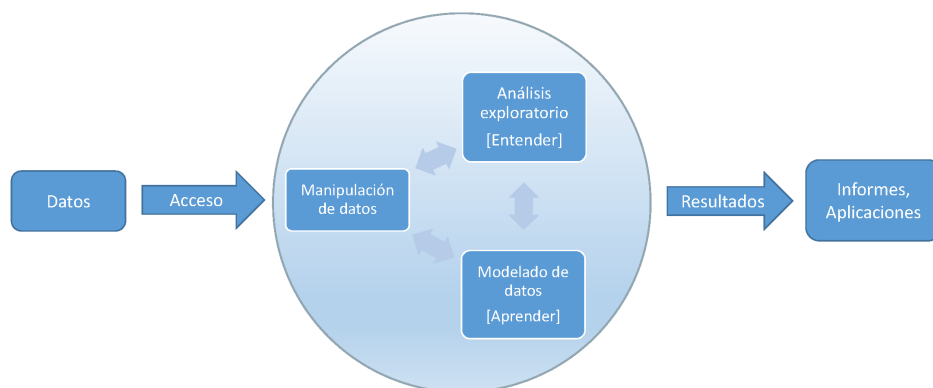 Datos
Acceso
Manipulación
de datos
Análisis
exploratorio
[Entender]
Modelado de
datos
[Aprender]
Resultados
Informes,
Aplicaciones